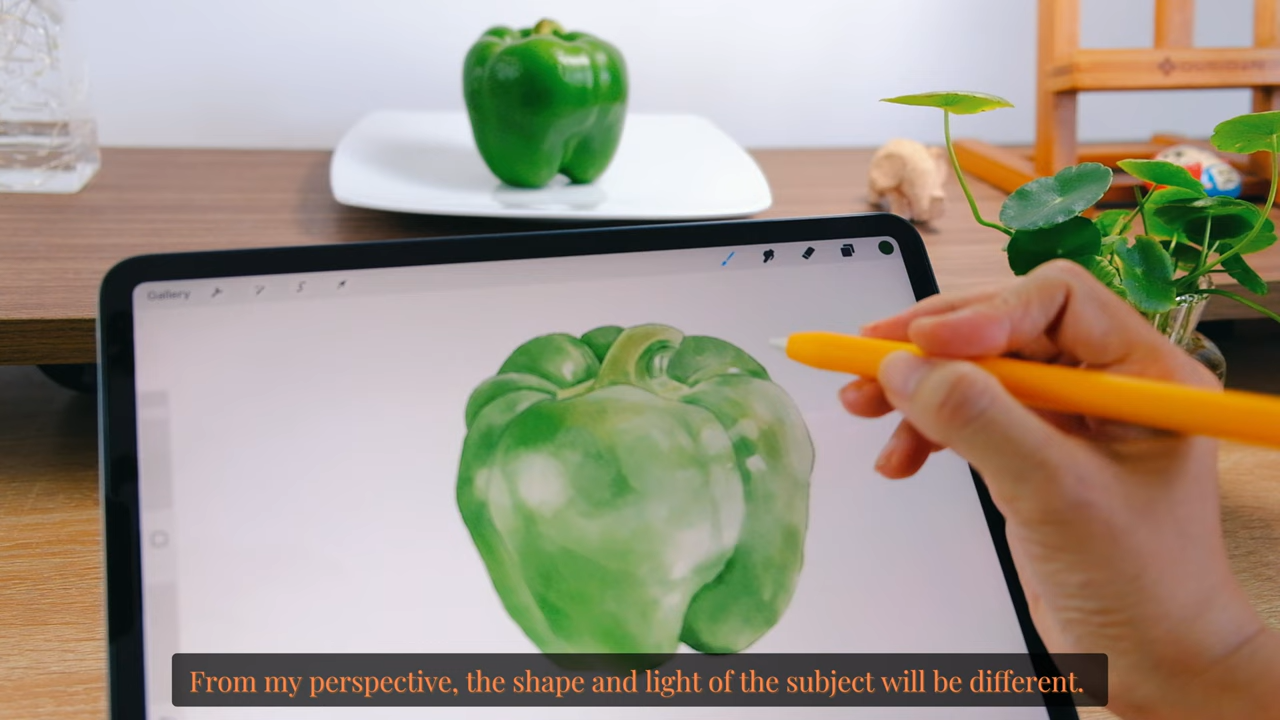 Gallery
From my perspective, the shape and light of the subject will be different.